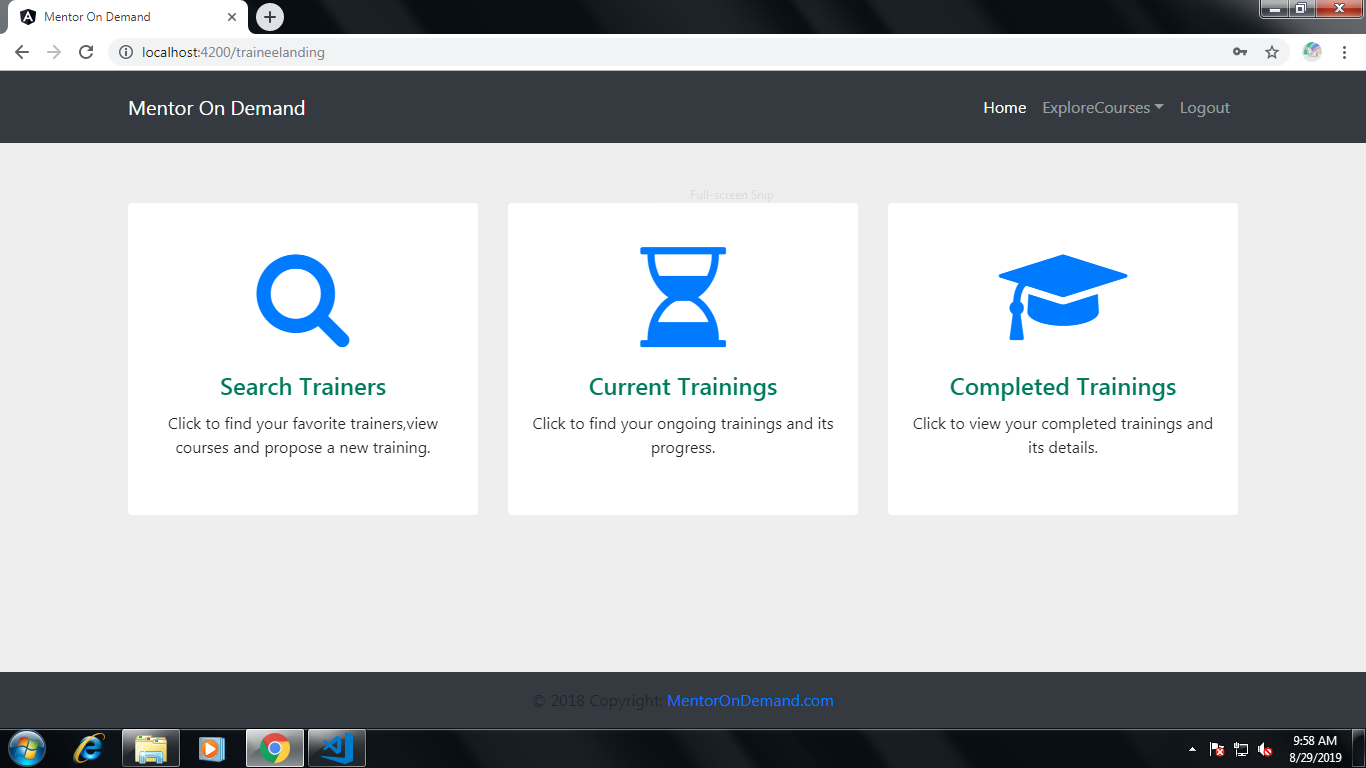 Mentor On Demand
localhost:4200/traineelanding
Mentor On Demand
Home ExploreCourses Logout
Full-screen Snip
Search Trainers
Click to find your favorite trainers,view
courses and propose a new training.
Current Trainings
Click to find your ongoing trainings and its
progress.
Completed Trainings
Click to view your completed trainings and
its details.
© 2018 Copyright: MentorOnDemand.com
9:58 AM
8/29/2019